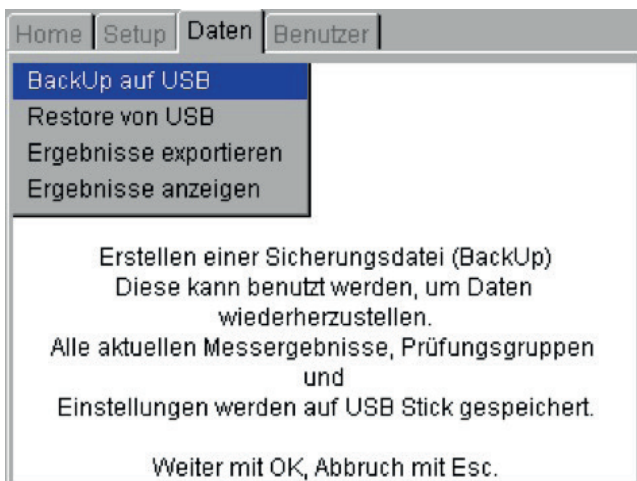 Home Setup Daten Benutzer
BackUp auf USB
Restore von USB
Ergebnisse exportieren
Ergebnisse anzeigen
Erstellen einer Sicherungsdatei (BackUp)
Diese kann benutzt werden, um Daten
wiederherzustellen.
Alle aktuellen Messergebnisse, Prüfungsgruppen
und
Einstellungen werden auf USB Stick gespeichert.
Weiter mit OK, Abbruch mit Esc.